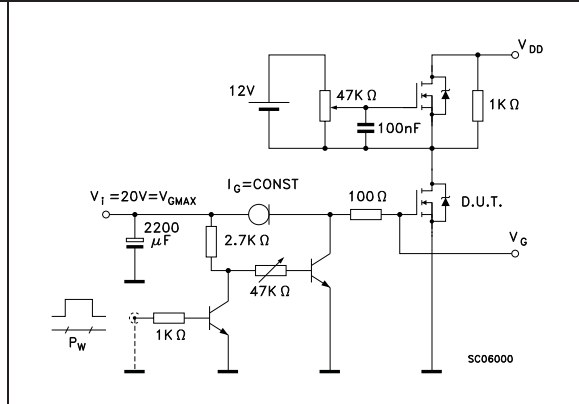 V_DD
12V
47K Ω
1K Ω
100nF
I_G=CONST
V_i =20V=V_GMAX
100 Ω
D.U.T.
2200
μF
2.7K Ω
V_G
47K Ω
1K Ω
P_W
SC06000